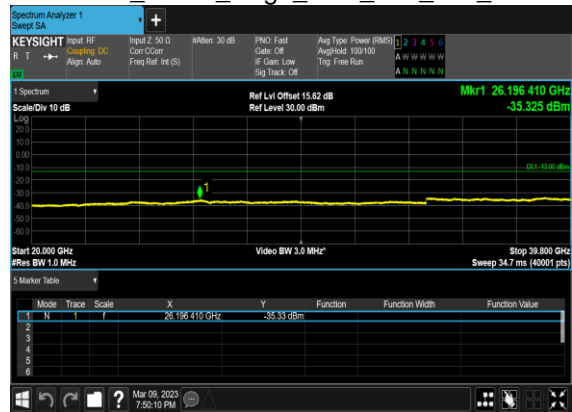 Spectrum Analyzer 1
Swept SA
+
KEYSIGHT Input: RF Input Z: 50 Ω #Atten: 30 dB PNO: Fast Avg Type: Power (RMS) 1 2 3 4 5 6
R T Coupling: DC Corr CCorr Gate: Off Avg|Hold: 100/100 A W W W W W
Align: Auto Freq Ref: Int (S) IF Gain: Low Trig: Free Run
LW Sig Track: Off A N N N N N
1 Spectrum Ref Lvl Offset 15.62 dB Mkr1 26.196 410 GHz
Scale/Div 10 dB Ref Level 30.00 dBm -35.325 dBm
Log
20.0
10.0
0.00
-10.0 DL1 -13.00 dBm
-20.0
1
-30.0
-40.0
-50.0
-60.0
Start 20.000 GHz Video BW 3.0 MHz* Stop 39.800 GHz
#Res BW 1.0 MHz Sweep 34.7 ms (40001 pts)
5 Marker Table
Mode Trace Scale X Y Function Function Width Function Value
1 N 1 f 26.196 410 GHz -35.33 dBm
2
3
4
5
6
? Mar 09, 2023
7:50:10 PM